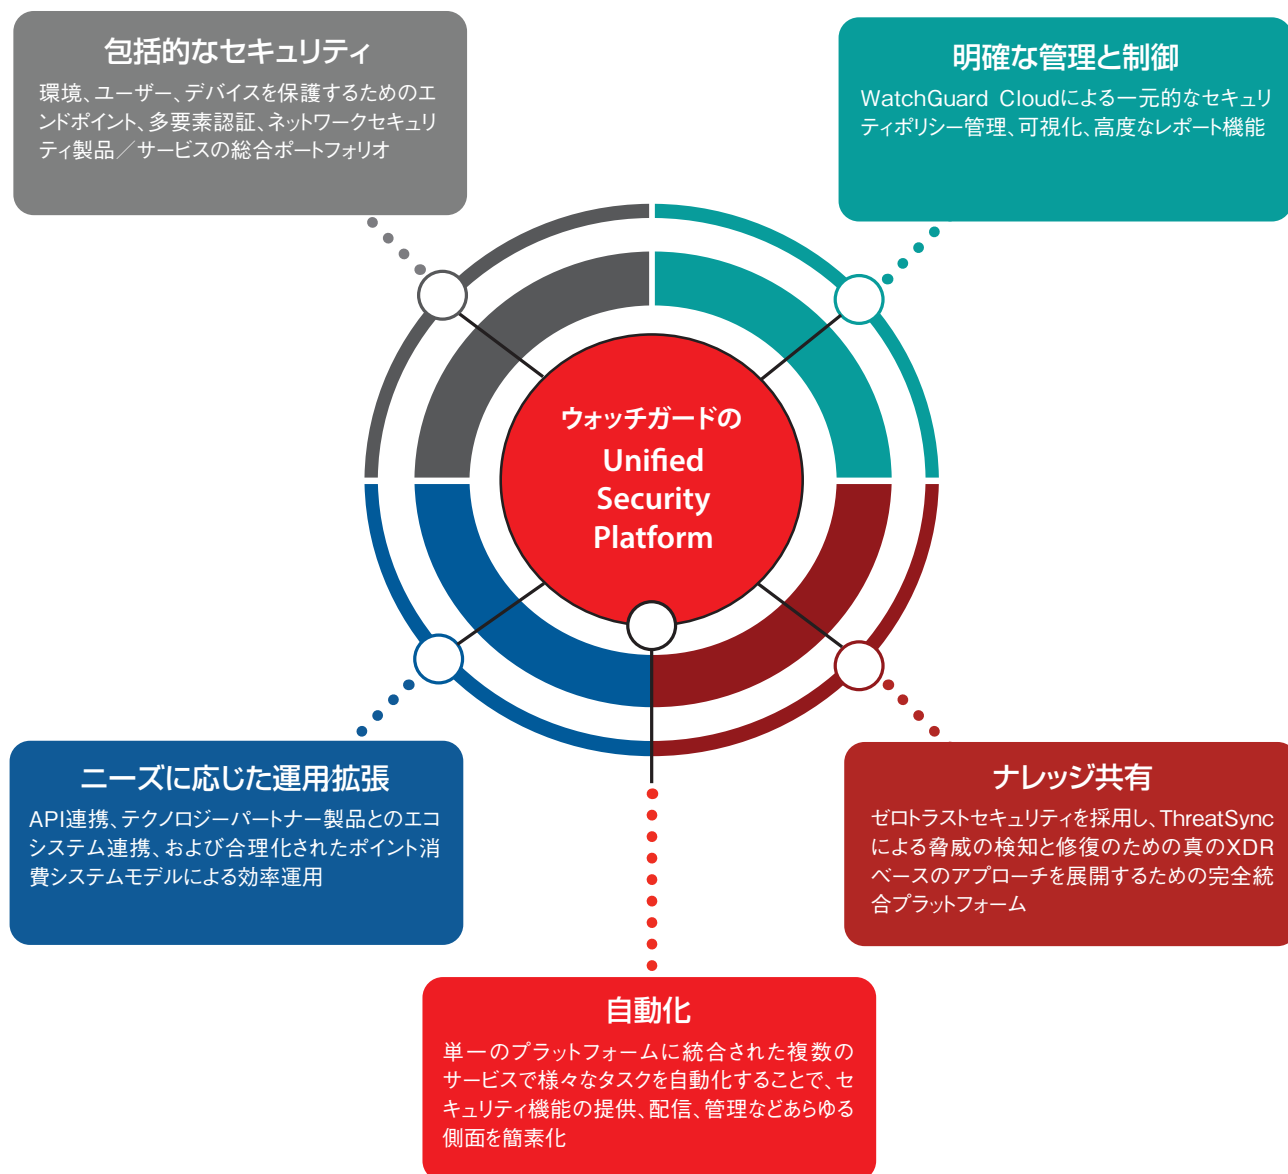 包括的なセキュリティ
環境、ユーザー、デバイスを保護するためのエ
ンドポイント、多要素認証、ネットワークセキュリ
ティ製品／サービスの総合ポートフォリオ
明確な管理と制御
WatchGuard Cloudによる一元的なセキュリ
ティポリシー管理、可視化、高度なレポート機能
ウォッチガードの
Unified
Security
Platform
ニーズに応じた運用拡張
API連携、テクノロジーパートナー製品とのエコ
システム連携、および合理化されたポイント消
費システムモデルによる効率運用
ナレッジ共有
ゼロトラストセキュリティを採用し、ThreatSync
による脅威の検知と修復のための真のXDR
ベースのアプローチを展開するための完全統
合プラットフォーム
自動化
単一のプラットフォームに統合された複数の
サービスで様々なタスクを自動化することで、セ
キュリティ機能の提供、配信、管理などあらゆる
側面を簡素化